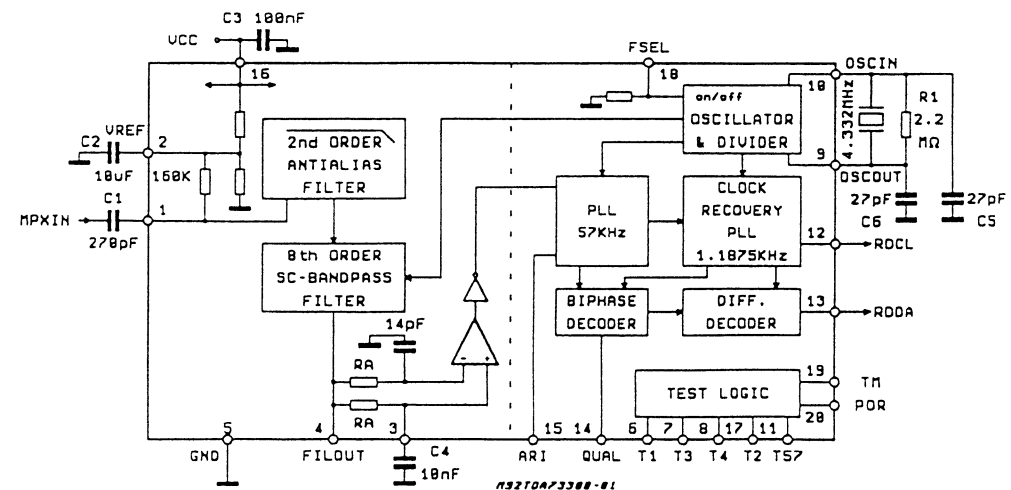 C3 100nF
VCC
FSEL
16
18
OSCIN
10
on/off
OSCILLATOR
& DIVIDER
4.332MHz
R1
2.2
MΩ
9
OSCOUT
C2
VREF
2
10uF
160K
2nd ORDER
ANTIALIAS
FILTER
C1
MPXIN
1
270pF
PLL
57KHz
CLOCK
RECOVERY
PLL
1.1875KHz
27pF
C6
27pF
C5
12
RDCL
8th ORDER
SC-BANDPASS
FILTER
BIPHASE
DECODER
DIFF.
DECODER
13
RDDA
14pF
- +
RA
RA
TEST LOGIC
19
TM
POR
20
5
4
3
15
14
6
7
8
17
11
GND
FILOUT
C4
10nF
ARI
QUAL
T1
T3
T4
T2
T57
M92TDA7330B-01